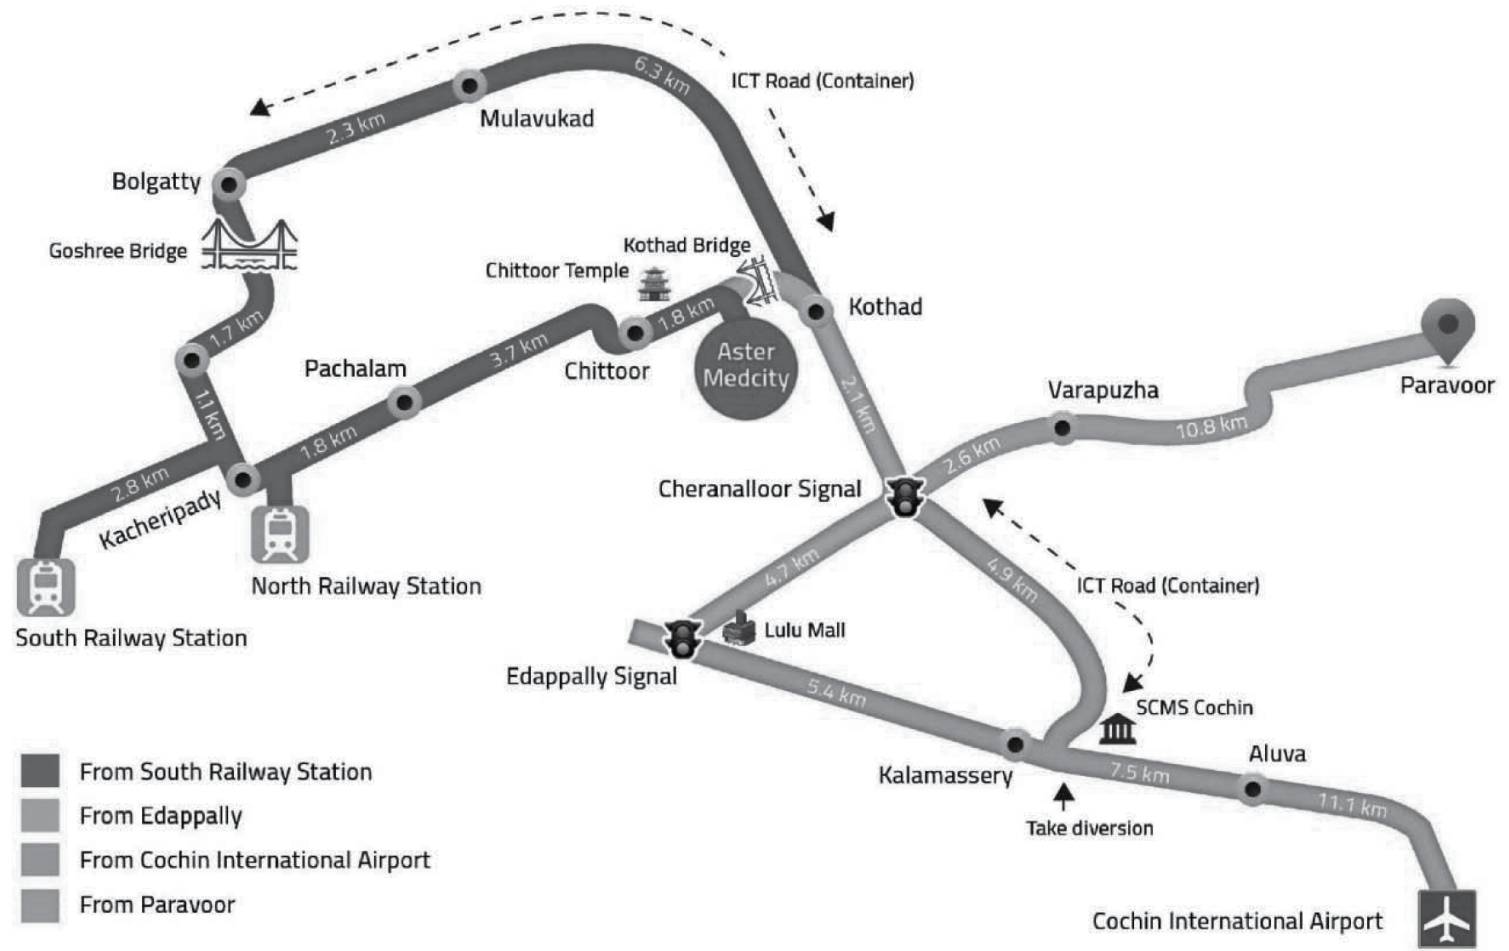 6.3 km
ICT Road (Container)
Mulavukad
2.3 km
Bolgatty
Goshree Bridge
Kothad Bridge
Chittoor Temple
1.8 km
Kothad
1.7 km
3.7 km
Chittoor
Aster
Medcity
Pachalam
1.1 km
2.1 km
Varapuzha
Paravoor
10.8 km
1.8 km
2.6 km
2.8 km
Kacheripady
Cheranalloor Signal
North Railway Station
South Railway Station
4.7 km
4.9 km
ICT Road (Container)
Lulu Mall
Edappally Signal
5.4 km
SCMS Cochin
Kalamassery
7.5 km
Aluva
11.1 km
Take diversion
Cochin International Airport
From South Railway Station
From Edappally
From Cochin International Airport
From Paravoor